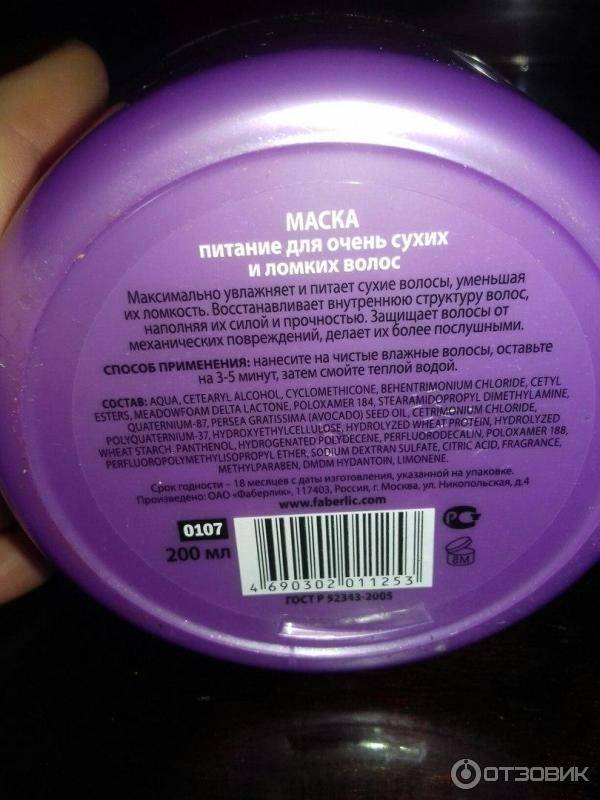 МАСКА
питание для очень сухих
и ломких волос
Максимально увлажняет и питает сухие волосы, уменьшая
их ломкость. Восстанавливает внутреннюю структуру волос,
наполняя их силой и прочностью. Защищает волосы от
механических повреждений, делает их более послушными.
СПОСОБ ПРИМЕНЕНИЯ: нанесите на чистые влажные волосы, оставьте
на 3-5 минут, затем смойте теплой водой.
СОСТАВ: AQUA, CETEARYL ALCOHOL, CYCLOMETHICONE, BEHENTRIMONIUM CHLORIDE, CETYL
ESTERS, MEADOWFOAM DELTA LACTONE, POLOXAMER 184, STEARAMIDOPROPYL DIMETHYLAMINE,
QUATERNIUM-87, PERSEA GRATISSIMA (AVOCADO) SEED OIL, CETRIMONIUM CHLORIDE,
POLYQUATERNIUM-37, HYDROXYETHYLCELLULOSE, HYDROLYZED WHEAT PROTEIN, HYDROLYZED
WHEAT STARCH, PANTHENOL, HYDROGENATED POLYDECENE, PERFLUORODECALIN, POLOXAMER 188,
PERFLUOROPOLYMETHYLISOPROPYL ETHER, SODIUM DEXTRAN SULFATE, CITRIC ACID, FRAGRANCE,
METHYLPARABEN, DMDM HYDANTOIN, LIMONENE.
Срок годности – 18 месяцев с даты изготовления, указанной на упаковке.
Произведено: ОАО «Фаберлик», 117403, Россия, г. Москва, ул. Никопольская, д.4
www.faberlic.com
0107
200 мл
4 690302 011253
РСТ
8M
ГОСТ Р 52343-2005
ОТЗОВИК